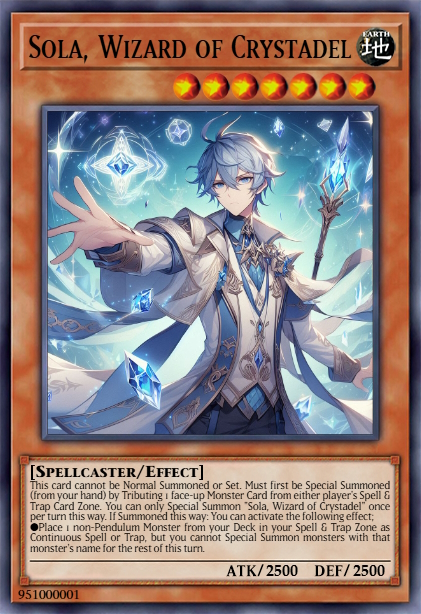 Sola, Wizard of Crystadel
EARTH
地
[Spellcaster/Effect]
This card cannot be Normal Summoned or Set. Must first be Special Summoned
(from your hand) by Tributing 1 face-up Monster Card from either player's Spell &
Trap Card Zone. You can only Special Summon "Sola, Wizard of Crystadel" once
per turn this way. If Summoned this way: You can activate the following effect;
●Place 1 non-Pendulum Monster from your Deck in your Spell & Trap Zone as
Continuous Spell or Trap, but you cannot Special Summon monsters with that
monster's name for the rest of this turn.
ATK/2500 DEF/2500
951000001